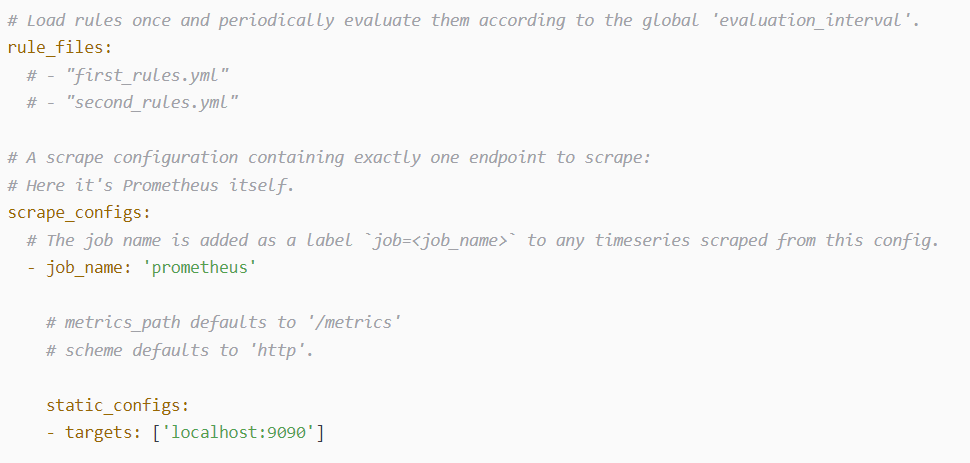 # Load rules once and periodically evaluate them according to the global 'evaluation_interval'.
rule_files:
  # - "first_rules.yml"
  # - "second_rules.yml"

# A scrape configuration containing exactly one endpoint to scrape:
# Here it's Prometheus itself.
scrape_configs:
  # The job name is added as a label `job=<job_name>` to any timeseries scraped from this config.
  - job_name: 'prometheus'

    # metrics_path defaults to '/metrics'
    # scheme defaults to 'http'.

    static_configs:
    - targets: ['localhost:9090']